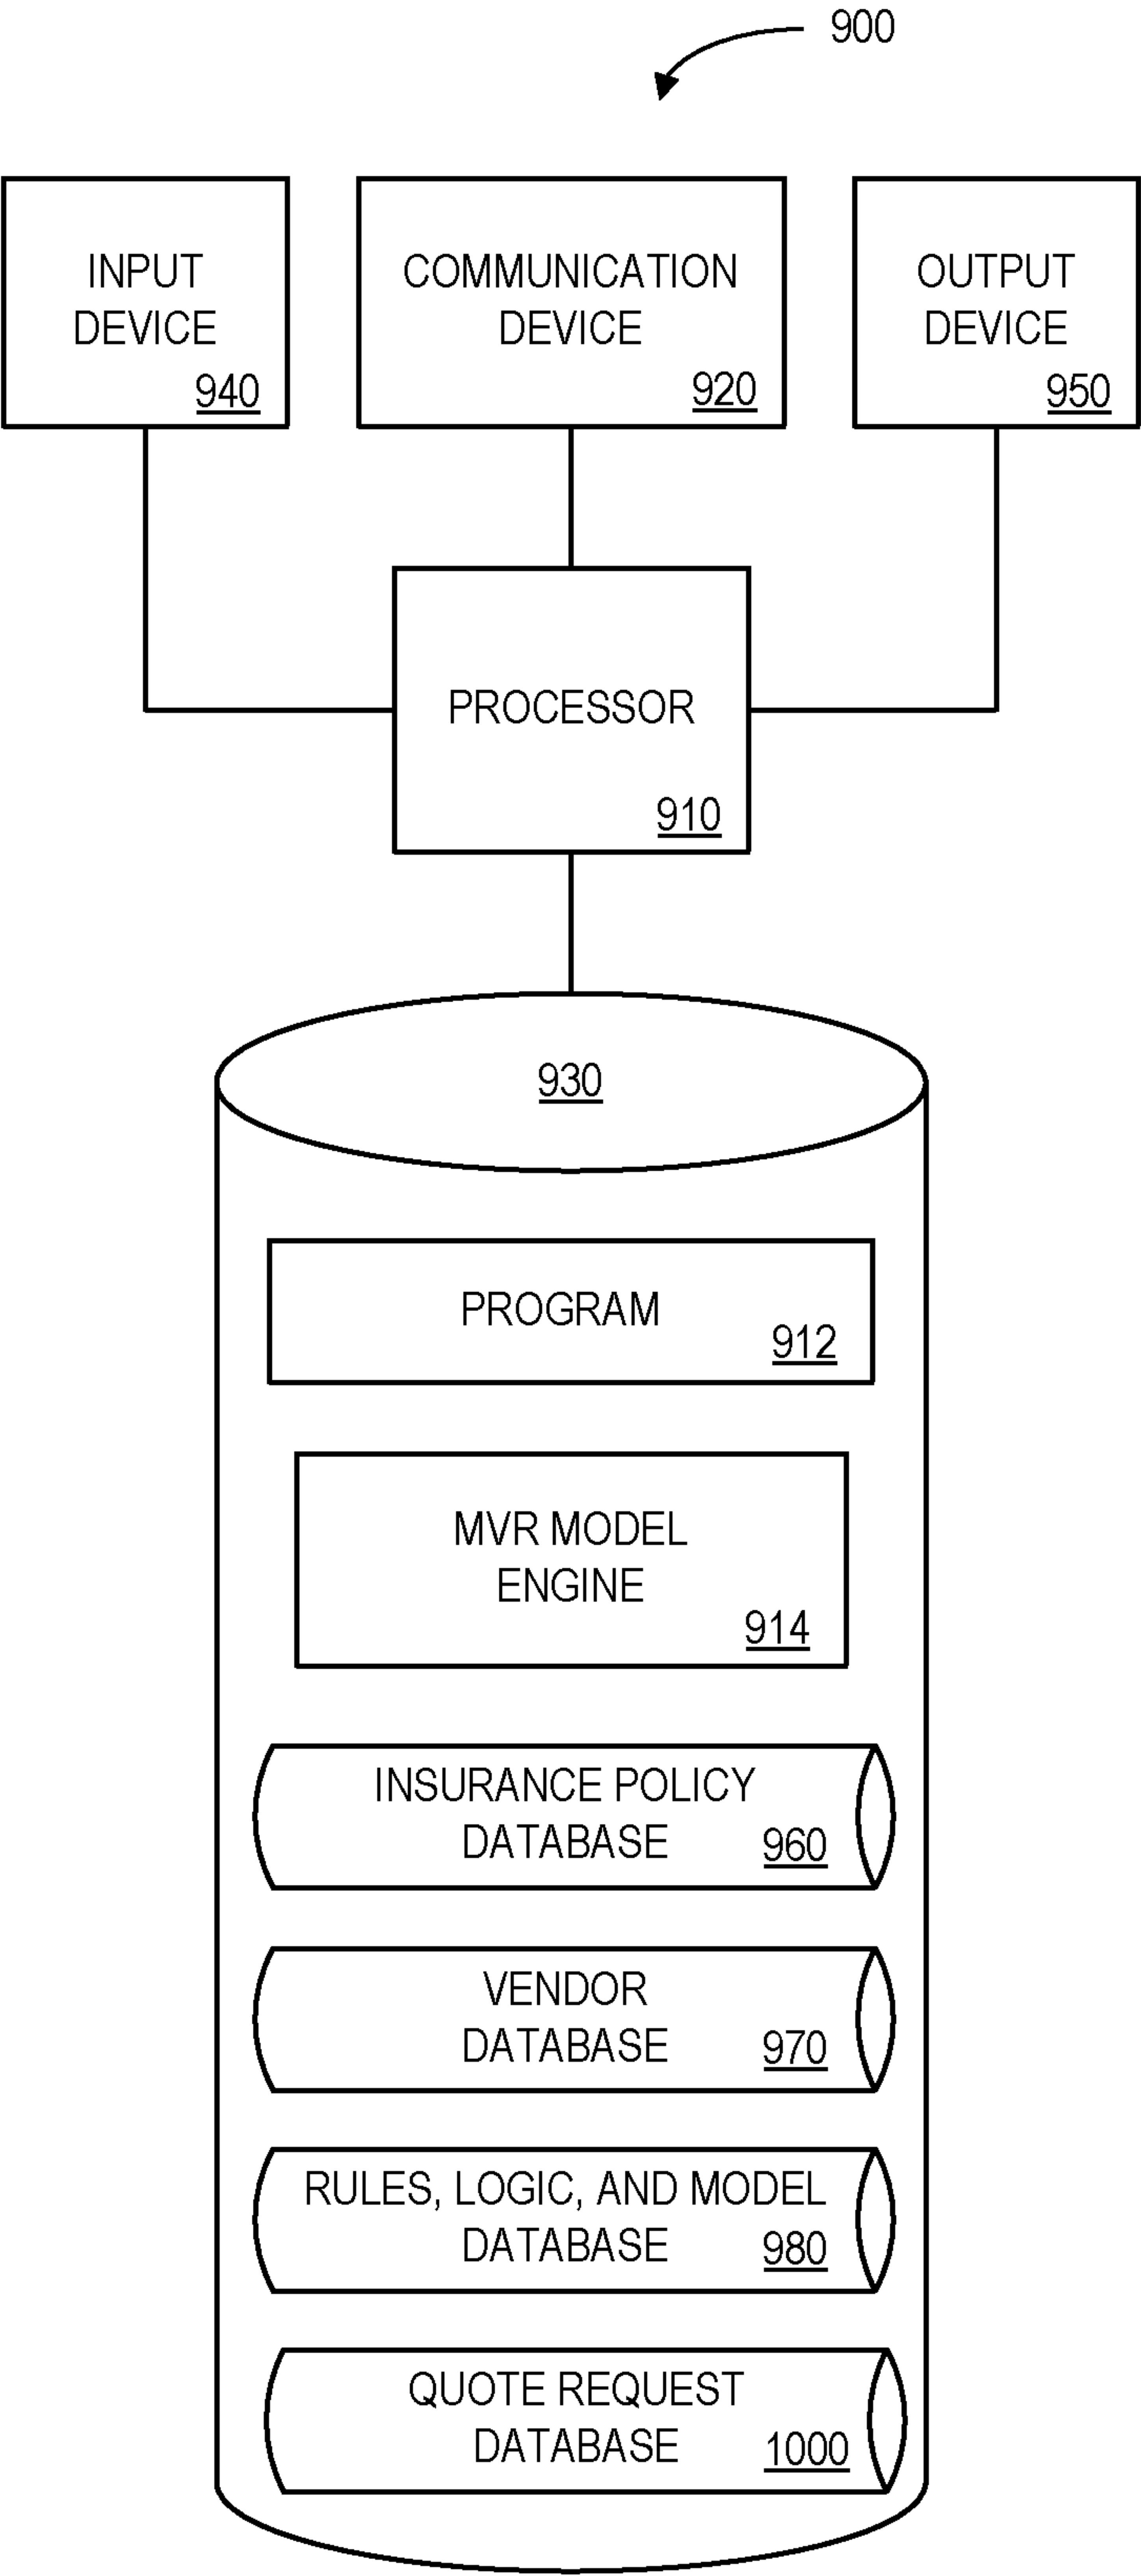 900
INPUT
DEVICE
940
COMMUNICATION
DEVICE
920
OUTPUT
DEVICE
950
PROCESSOR
910
930
PROGRAM
912
MVR MODEL
ENGINE
914
INSURANCE POLICY
DATABASE 960
VENDOR
DATABASE 970
RULES, LOGIC, AND MODEL
DATABASE 980
QUOTE REQUEST
DATABASE 1000